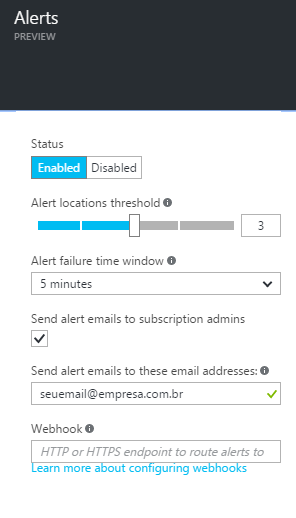 Alerts
PREVIEW
Status
Enabled Disabled
Alert locations threshold
3
Alert failure time window
5 minutes
Send alert emails to subscription admins
Send alert emails to these email addresses:
seuemail@empresa.com.br
Webhook
HTTP or HTTPS endpoint to route alerts to
Learn more about configuring webhooks